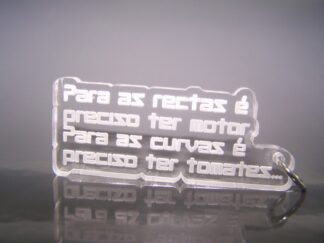 Para as rectas é
preciso ter motor
Para as curvas é
preciso ter tomates...